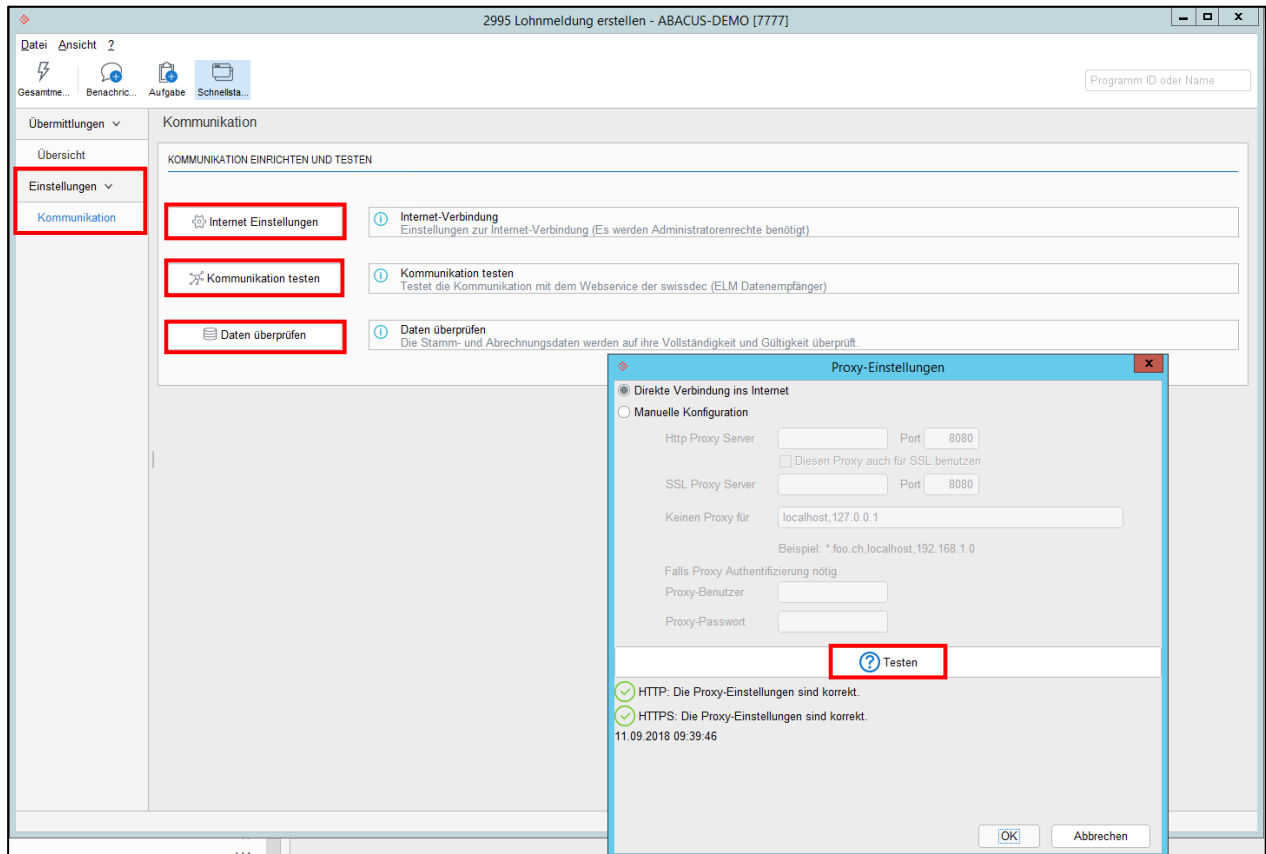 2995 Lohnmeldung erstellen - ABACUS-DEMO [7777]
Datei Ansicht ?
Gesamtme... Benachric... Aufgabe Schnellsta...
Programm ID oder Name
Übermittlungen
Übersicht
Einstellungen
Kommunikation
Kommunikation
KOMMUNIKATION EINRICHTEN UND TESTEN
Internet Einstellungen
Internet-Verbindung
Einstellungen zur Internet-Verbindung (Es werden Administratorenrechte benötigt)
Kommunikation testen
Kommunikation testen
Testet die Kommunikation mit dem Webservice der swissdec (ELM Datenempfänger)
Daten überprüfen
Daten überprüfen
Die Stamm- und Abrechnungsdaten werden auf ihre Vollständigkeit und Gültigkeit überprüft.
Proxy-Einstellungen
Direkte Verbindung ins Internet
Manuelle Konfiguration
Http Proxy Server Port 8080
Diesen Proxy auch für SSL benutzen
SSL Proxy Server Port 8080
Keinen Proxy für localhost,127.0.0.1
Beispiel: *.foo.ch,localhost,192.168.1.0
Falls Proxy Authentifizierung nötig
Proxy-Benutzer
Proxy-Passwort
Testen
HTTP: Die Proxy-Einstellungen sind korrekt.
HTTPS: Die Proxy-Einstellungen sind korrekt.
11.09.2018 09:39:46
OK Abbrechen